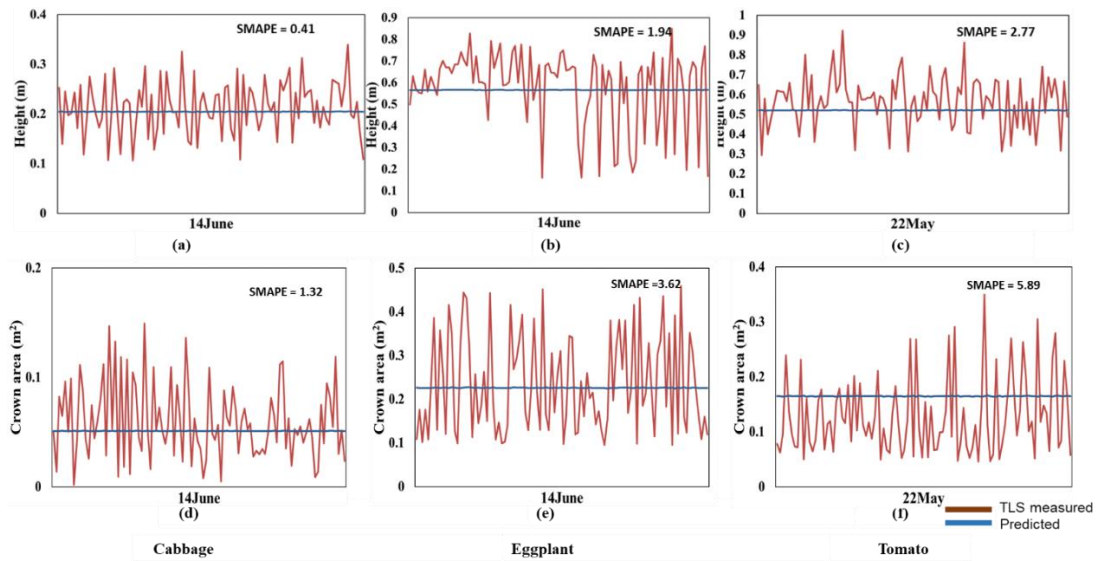 0.4
0.3
0.2
0.1
0
Height (m)
SMAPE = 0.41
14June
(a)
0.9
0.8
0.7
0.6
0.5
0.4
0.3
0.2
0.1
0
Height (m)
SMAPE = 1.94
14June
(b)
1
0.9
0.8
0.7
0.6
0.5
0.4
0.3
0.2
0.1
0
Height (m)
SMAPE = 2.77
22May
(c)
0.2
0.1
0
Crown area (m²)
SMAPE = 1.32
14June
(d)
0.5
0.4
0.3
0.2
0.1
0
Crown area (m²)
SMAPE =3.62
14June
(e)
0.4
0.3
0.2
0.1
0
Crown area (m²)
SMAPE = 5.89
22May
(f)
TLS measured
Predicted
Cabbage
Eggplant
Tomato